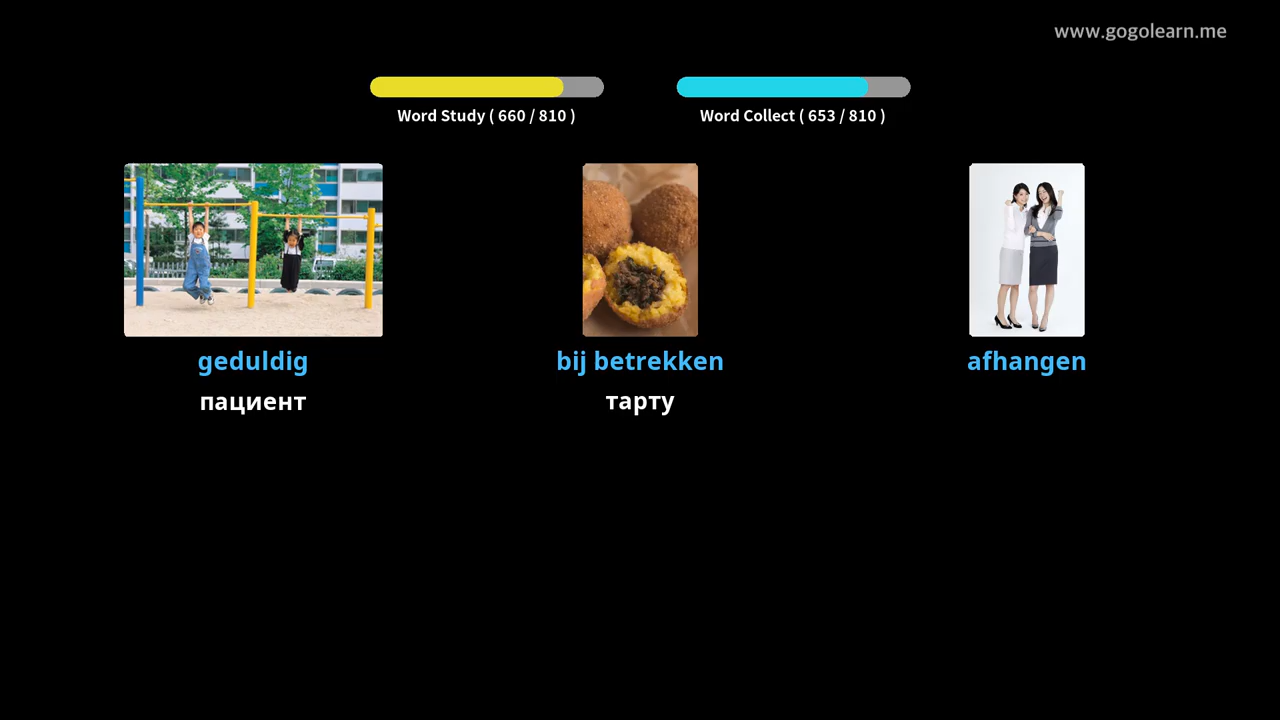 www.gogolearn.me
Word Study ( 660 / 810 )
Word Collect ( 653 / 810 )
geduldig
bij betrekken
afhangen
пациент
тарту